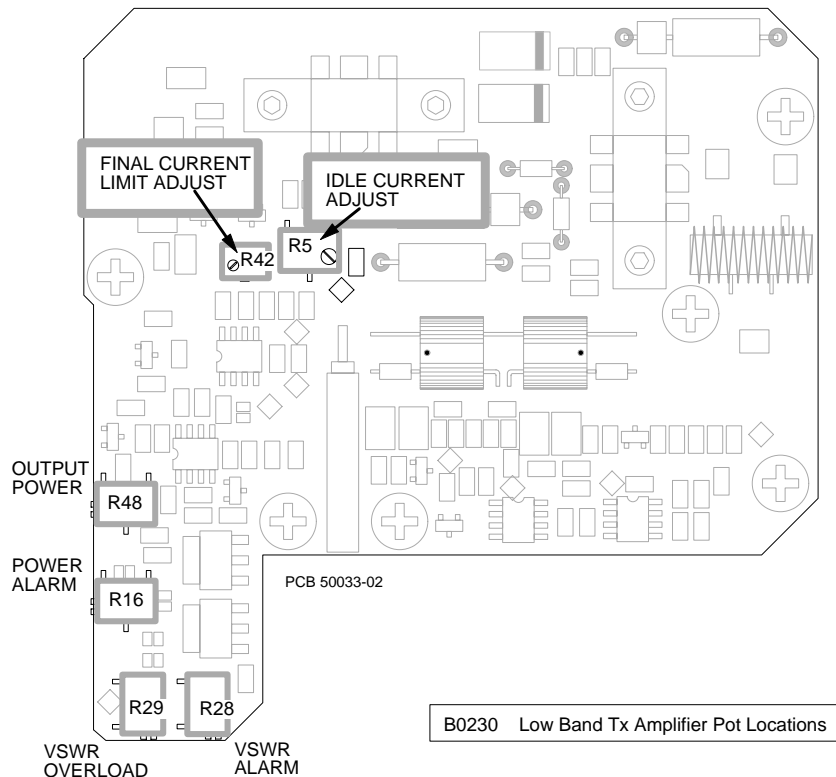 FINAL CURRENT
LIMIT ADJUST
IDLE CURRENT
ADJUST
R42
R5
OUTPUT
POWER
R48
POWER
ALARM
R16
PCB 50033-02
R29
R28
VSWR
OVERLOAD
VSWR
ALARM
B0230 Low Band Tx Amplifier Pot Locations